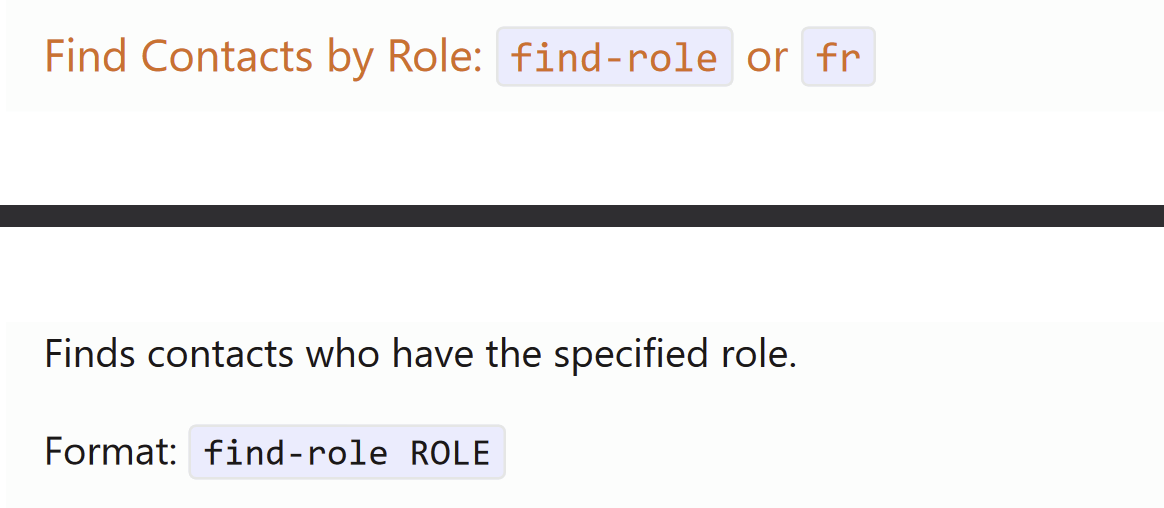 Find Contacts by Role: find-role or fr
Finds contacts who have the specified role.
Format: find-role ROLE